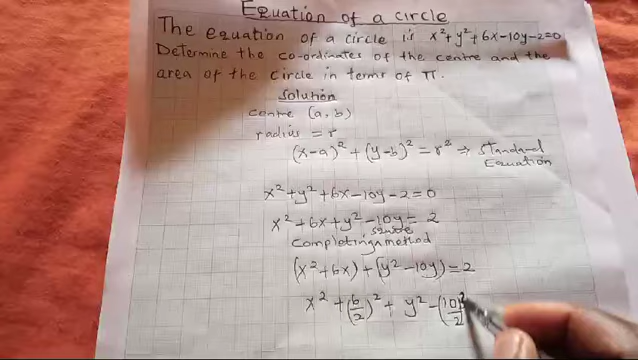 Equation of a circle
The equation of a circle is x²+y²+6x-10y-2=0
Determine the co-ordinates of the centre and the
area of the circle in terms of π.
Solution
centre (a, b)
radius = r
(x-a)² + (y-b)² = r² ⇒ standard
Equation
x²+y²+6x-10y-2=0
x²+6x+y²-10y= 2
square
completing a method
(x²+6x)+(y²-10y)=2
x² +(6/2)² + y² -(10/2)²